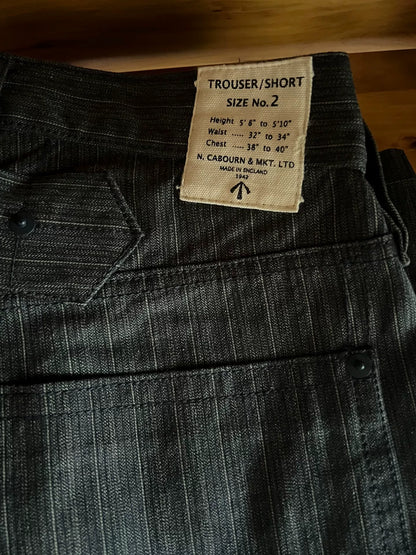 TROUSER/SHORT
SIZE No. 2
Height 5' 8" to 5'10"
Waist ..... 32" to 34"
Chest ..... 38" to 40"
N. CABOURN & MKT. LTD
MADE IN ENGLAND
1942